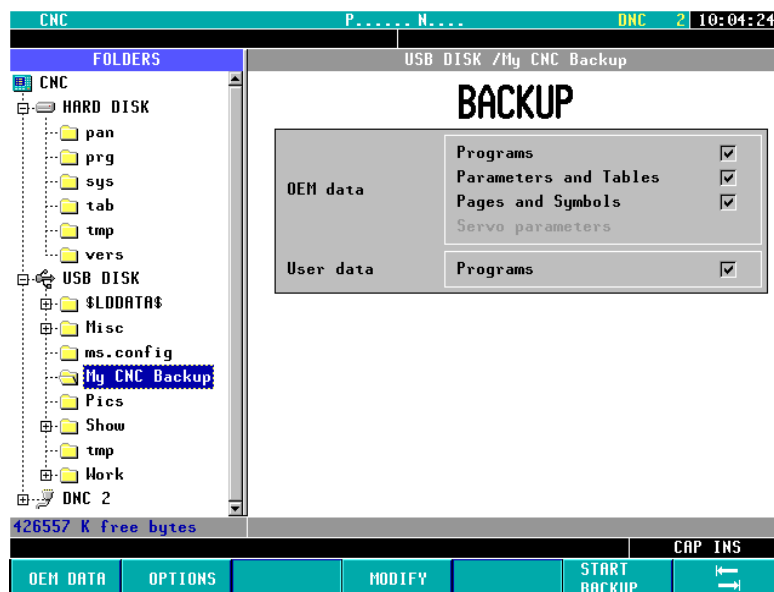 CNC P...... N.... DNC 2 10:04:24
FOLDERS USB DISK /My CNC Backup
CNC
HARD DISK
pan
prg
sys
tab
tmp
vers
USB DISK
$LDDATA$
Misc
ms.config
My CNC Backup
Pics
Show
tmp
Work
DNC 2
BACKUP
OEM data
Programs
Parameters and Tables
Pages and Symbols
Servo parameters
User data
Programs
426557 K free bytes
CAP INS
OEM DATA OPTIONS MODIFY START
BACKUP